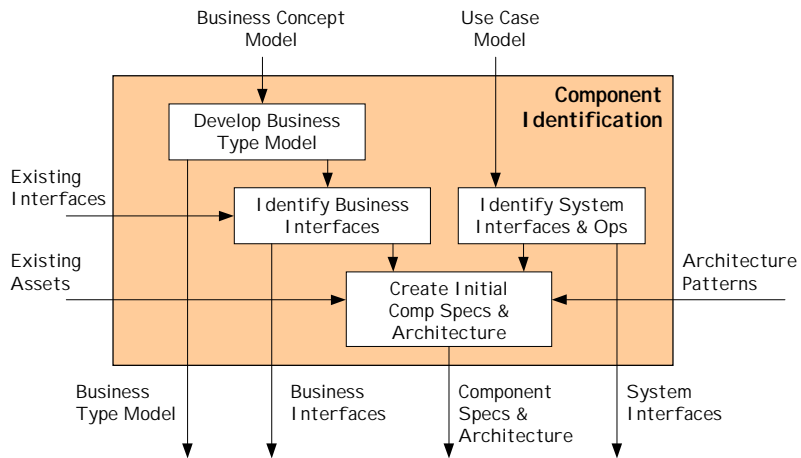 Business Concept
Model
Use Case
Model
Component
Identification
Develop Business
Type Model
Existing
Interfaces
Identify Business
Interfaces
Identify System
Interfaces & Ops
Existing
Assets
Create Initial
Comp Specs &
Architecture
Architecture
Patterns
Business
Type Model
Business
Interfaces
Component
Specs &
Architecture
System
Interfaces